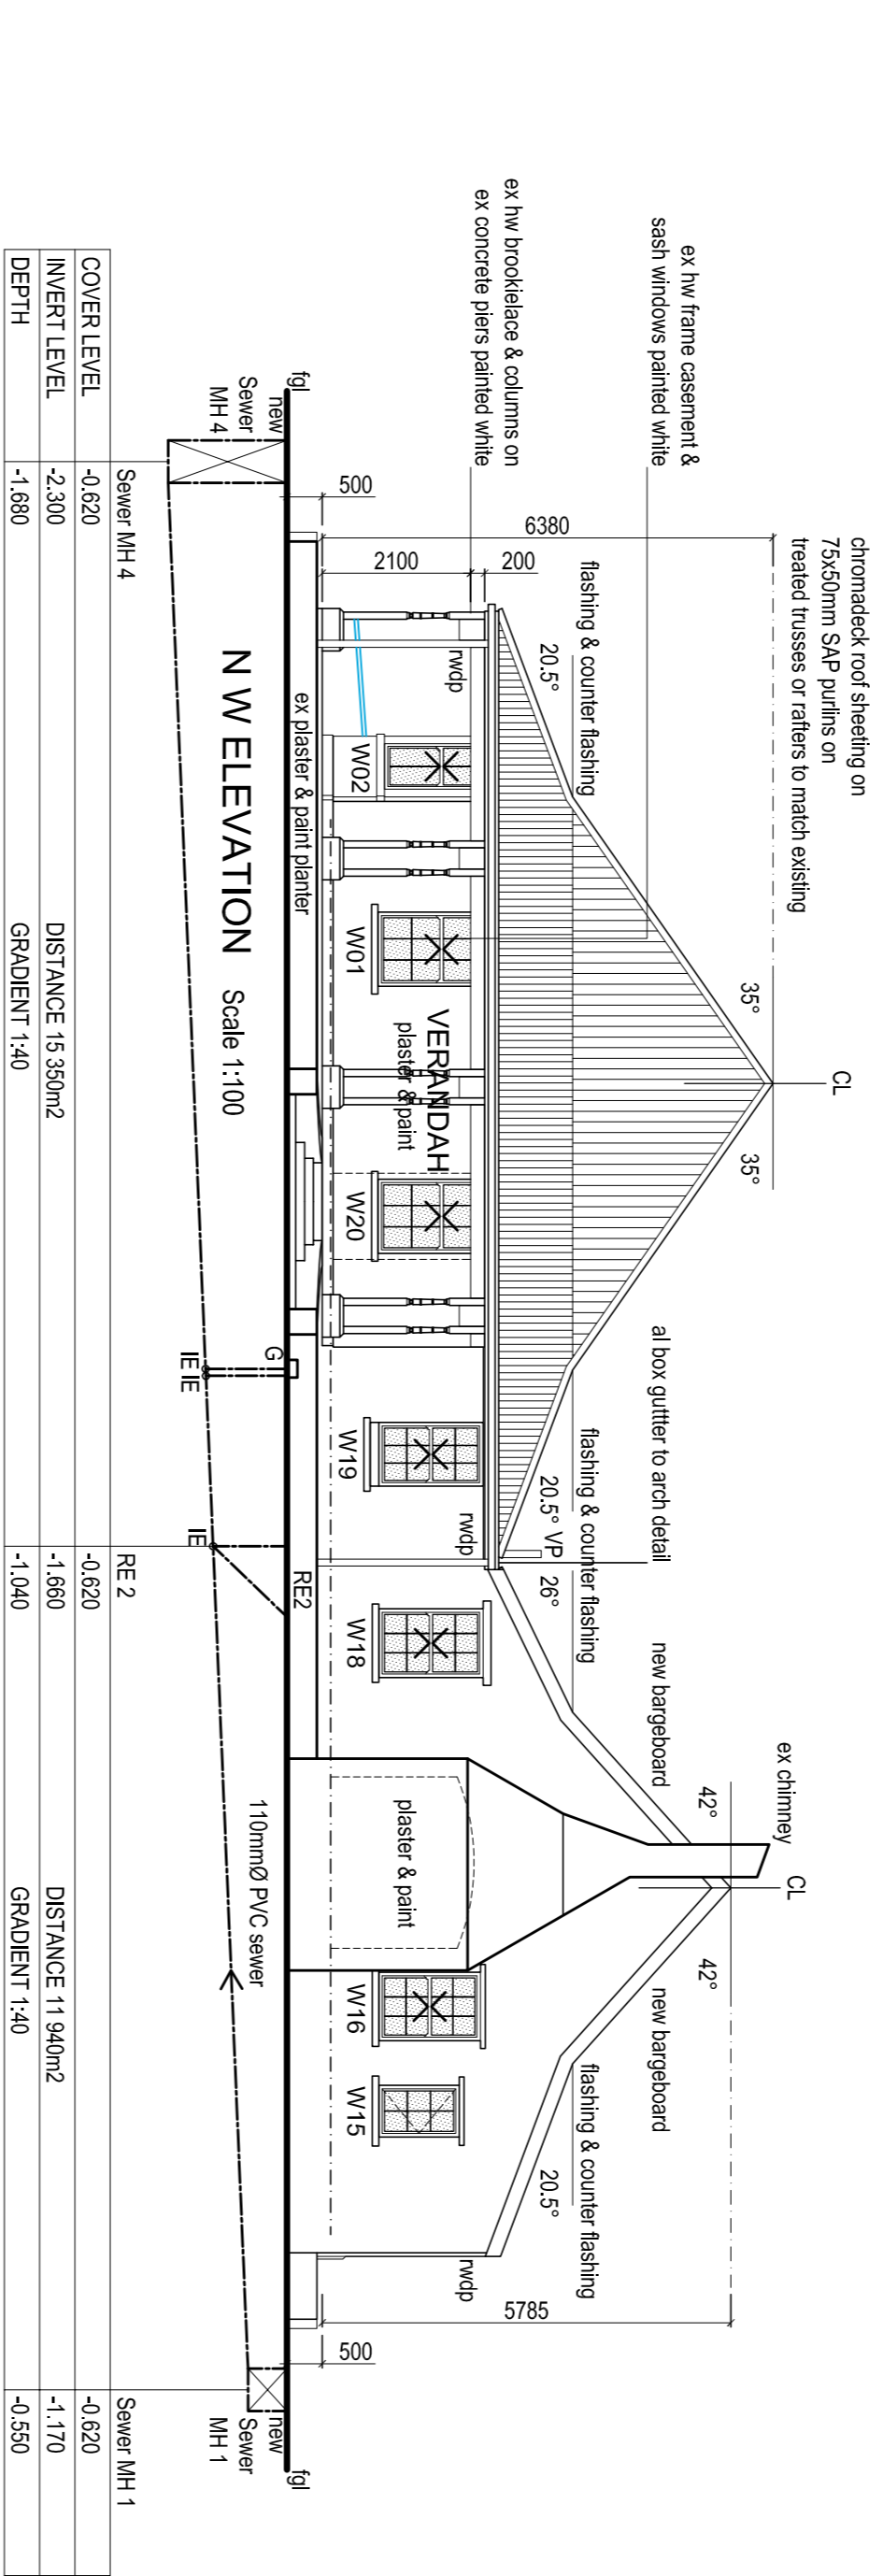 chromadeck roof sheeting on
75x50mm SAP purlins on
treated trusses or rafters to match existing
CL
35°
35°
ex chimney
CL
42°
42°
ex hw frame casement &
sash windows painted white
al box guttter to arch detail
new bargeboard
new bargeboard
flashing & counter flashing
flashing & counter flashing
flashing & counter flashing
20.5°
20.5°
VP
26°
20.5°
6380
5785
ex hw brookielace & columns on
ex concrete piers painted white
2100
200
500
500
rwdp
rwdp
rwdp
VERANDAH
plaster & paint
plaster & paint
W02
W01
W20
W19
W18
W16
W15
ex plaster & paint planter
RE2
G
fgl
fgl
new
Sewer
MH 4
new
Sewer
MH 1
IE
IE
IE
110mmØ PVC sewer
N W ELEVATION Scale 1:100
Sewer MH 4
RE 2
Sewer MH 1
COVER LEVEL -0.620 -0.620 -0.620
INVERT LEVEL -2.300 DISTANCE 15 350m2 -1.660 DISTANCE 11 940m2 -1.170
DEPTH -1.680 GRADIENT 1:40 -1.040 GRADIENT 1:40 -0.550